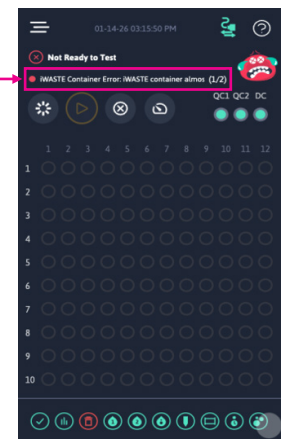 01-14-26 03:15:50 PM
Not Ready to Test
iWASTE Container Error: iWASTE container almos (1/2)
QC1 QC2 DC
1 2 3 4 5 6 7 8 9 10 11 12
1
2
3
4
5
6
7
8
9
10